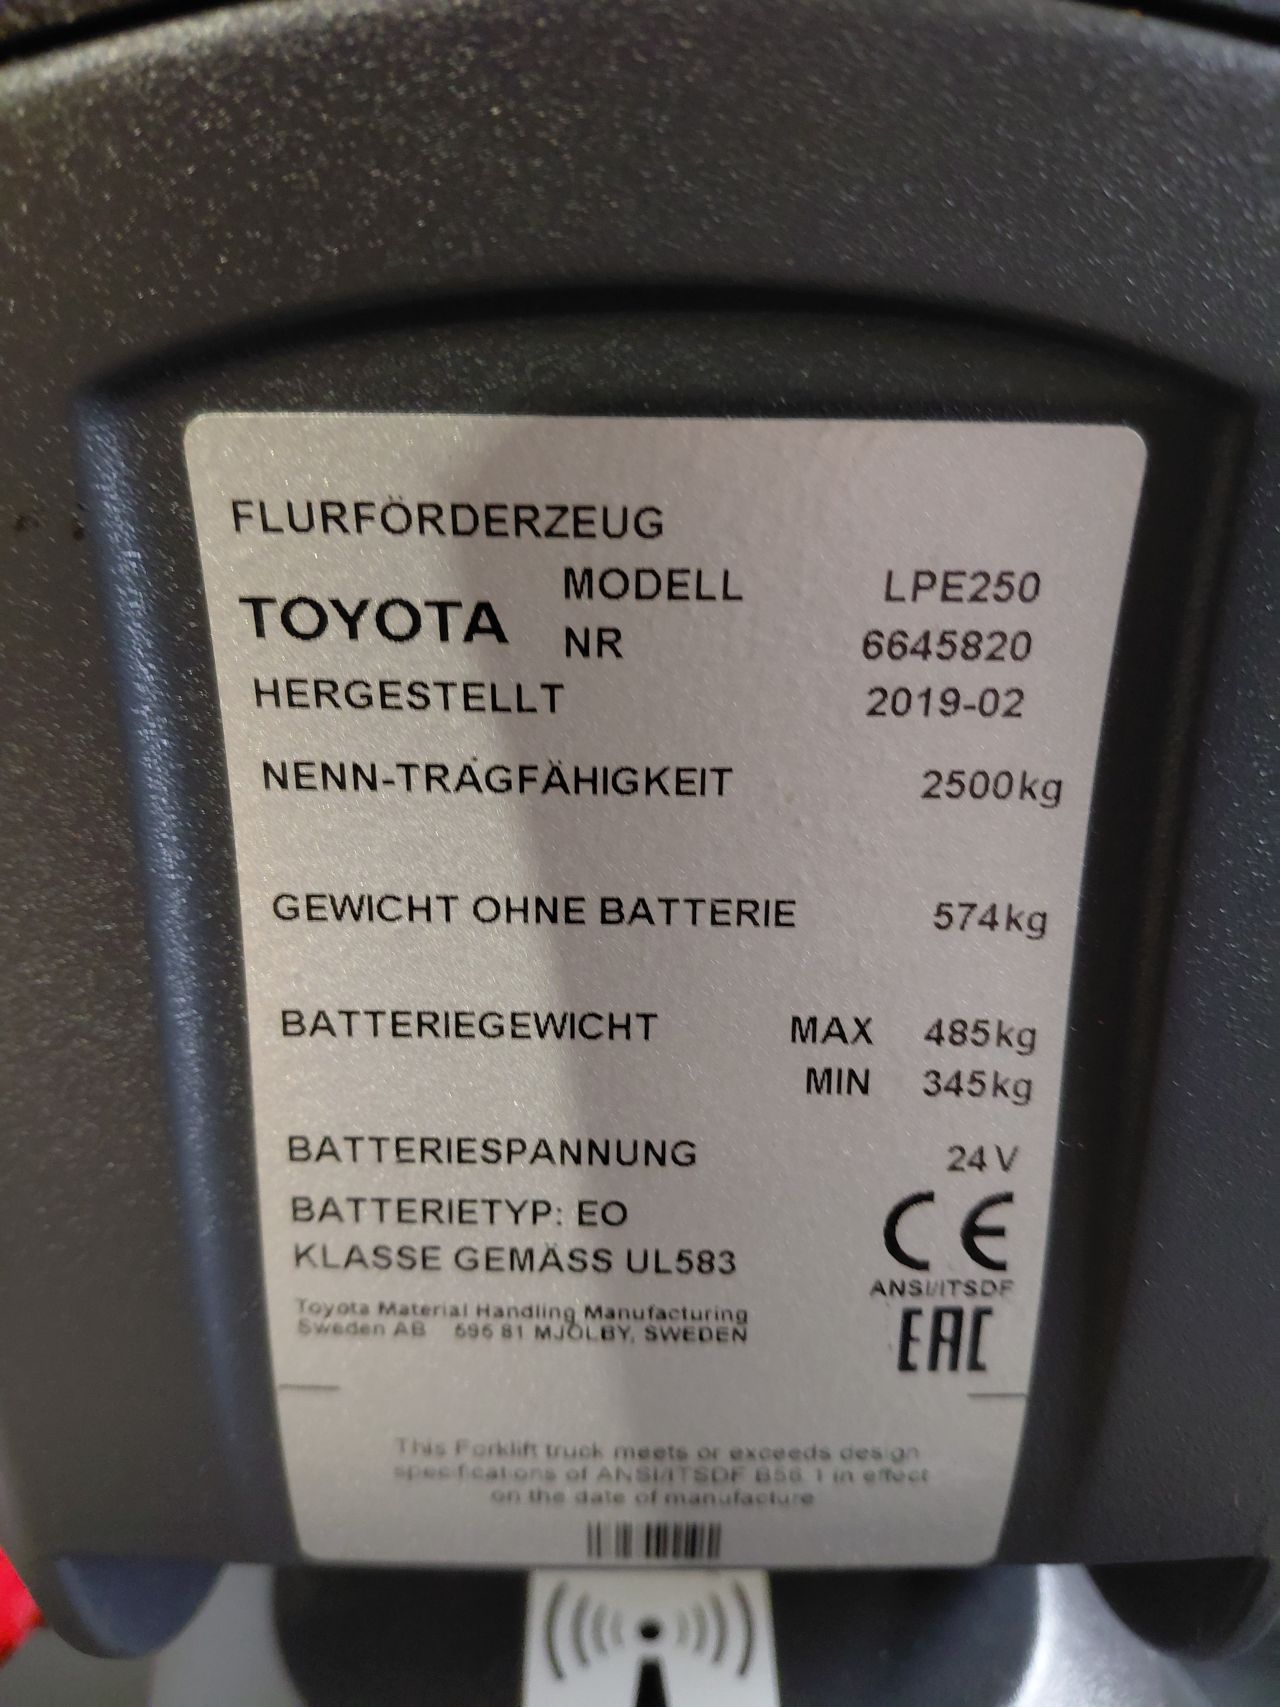 FLURFÖRDERZEUG
TOYOTA
MODELL LPE250
NR 6645820
HERGESTELLT 2019-02
NENN-TRAGFÄHIGKEIT 2500kg
GEWICHT OHNE BATTERIE 574kg
BATTERIEGEWICHT MAX 485kg
MIN 345kg
BATTERIESPANNUNG 24V
BATTERIETYP: EO
KLASSE GEMÄSS UL583
CE
ANSI/ITSDF
EAC
Toyota Material Handling Manufacturing
Sweden AB 595 81 MJÖLBY, SWEDEN
This Forklift truck meets or exceeds design
specifications of ANSI/ITSDF B56.1 in effect
on the date of manufacture